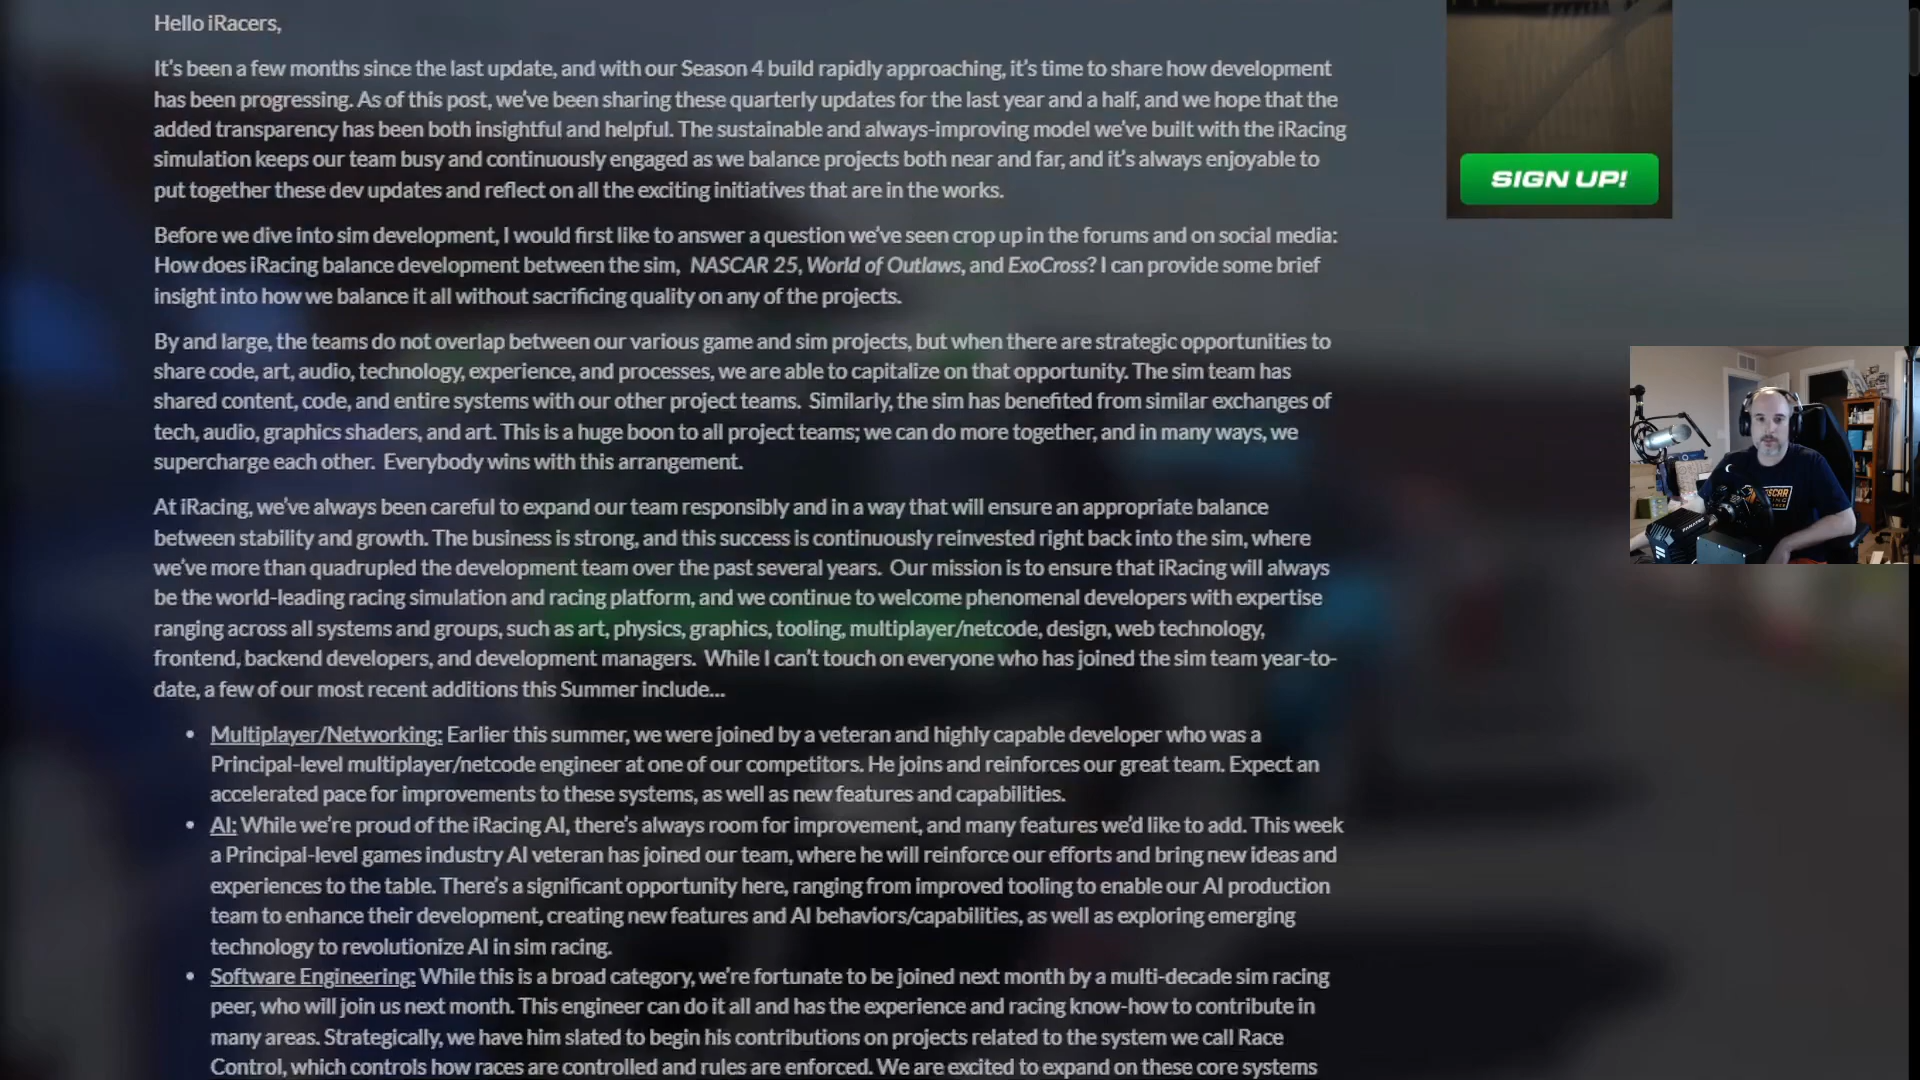 Hello iRacers,
It's been a few months since the last update, and with our Season 4 build rapidly approaching, it's time to share how development
has been progressing. As of this post, we've been sharing these quarterly updates for the last year and a half, and we hope that the
added transparency has been both insightful and helpful. The sustainable and always-improving model we've built with the iRacing
simulation keeps our team busy and continuously engaged as we balance projects both near and far, and it's always enjoyable to
put together these dev updates and reflect on all the exciting initiatives that are in the works.
SIGN UP!
Before we dive into sim development, I would first like to answer a question we've seen crop up in the forums and on social media:
How does iRacing balance development between the sim, NASCAR 25, World of Outlaws, and ExoCross? I can provide some brief
insight into how we balance it all without sacrificing quality on any of the projects.
By and large, the teams do not overlap between our various game and sim projects, but when there are strategic opportunities to
share code, art, audio, technology, experience, and processes, we are able to capitalize on that opportunity. The sim team has
shared content, code, and entire systems with our other project teams. Similarly, the sim has benefited from similar exchanges of
tech, audio, graphics shaders, and art. This is a huge boon to all project teams; we can do more together, and in many ways, we
supercharge each other. Everybody wins with this arrangement.
At iRacing, we've always been careful to expand our team responsibly and in a way that will ensure an appropriate balance
between stability and growth. The business is strong, and this success is continuously reinvested right back into the sim, where
we've more than quadrupled the development team over the past several years. Our mission is to ensure that iRacing will always
be the world-leading racing simulation and racing platform, and we continue to welcome phenomenal developers with expertise
ranging across all systems and groups, such as art, physics, graphics, tooling, multiplayer/netcode, design, web technology,
frontend, backend developers, and development managers. While I can't touch on everyone who has joined the sim team year-to-
date, a few of our most recent additions this Summer include...
• Multiplayer/Networking: Earlier this summer, we were joined by a veteran and highly capable developer who was a
Principal-level multiplayer/netcode engineer at one of our competitors. He joins and reinforces our great team. Expect an
accelerated pace for improvements to these systems, as well as new features and capabilities.
• AI: While we're proud of the iRacing AI, there's always room for improvement, and many features we'd like to add. This week
a Principal-level games industry AI veteran has joined our team, where he will reinforce our efforts and bring new ideas and
experiences to the table. There's a significant opportunity here, ranging from improved tooling to enable our AI production
team to enhance their development, creating new features and AI behaviors/capabilities, as well as exploring emerging
technology to revolutionize AI in sim racing.
• Software Engineering: While this is a broad category, we're fortunate to be joined next month by a multi-decade sim racing
peer, who will join us next month. This engineer can do it all and has the experience and racing know-how to contribute in
many areas. Strategically, we have him slated to begin his contributions on projects related to the system we call Race
Control, which controls how races are controlled and rules are enforced. We are excited to expand on these core systems